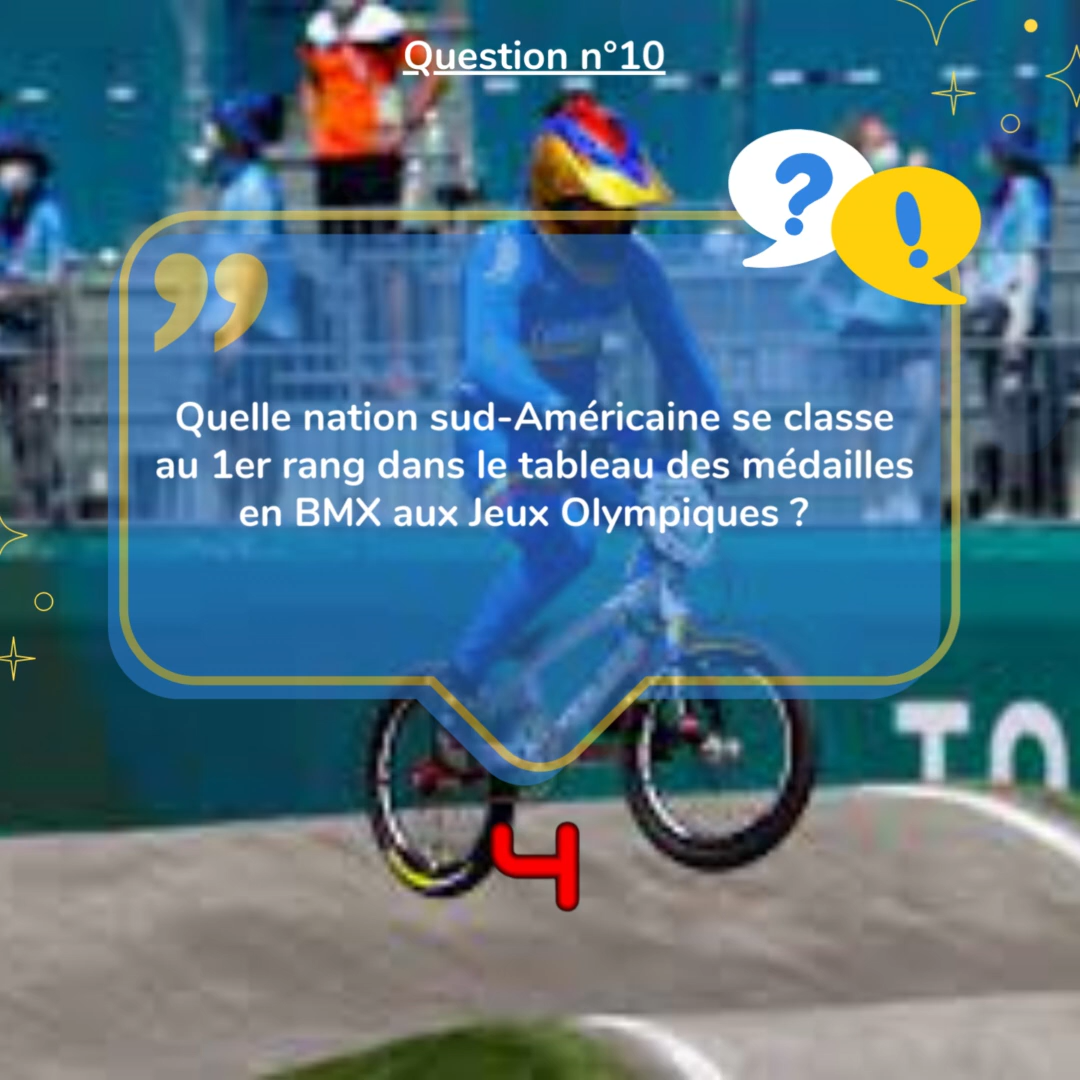 Question n°10
Quelle nation sud-Américaine se classe
au 1er rang dans le tableau des médailles
en BMX aux Jeux Olympiques ?
4
TO